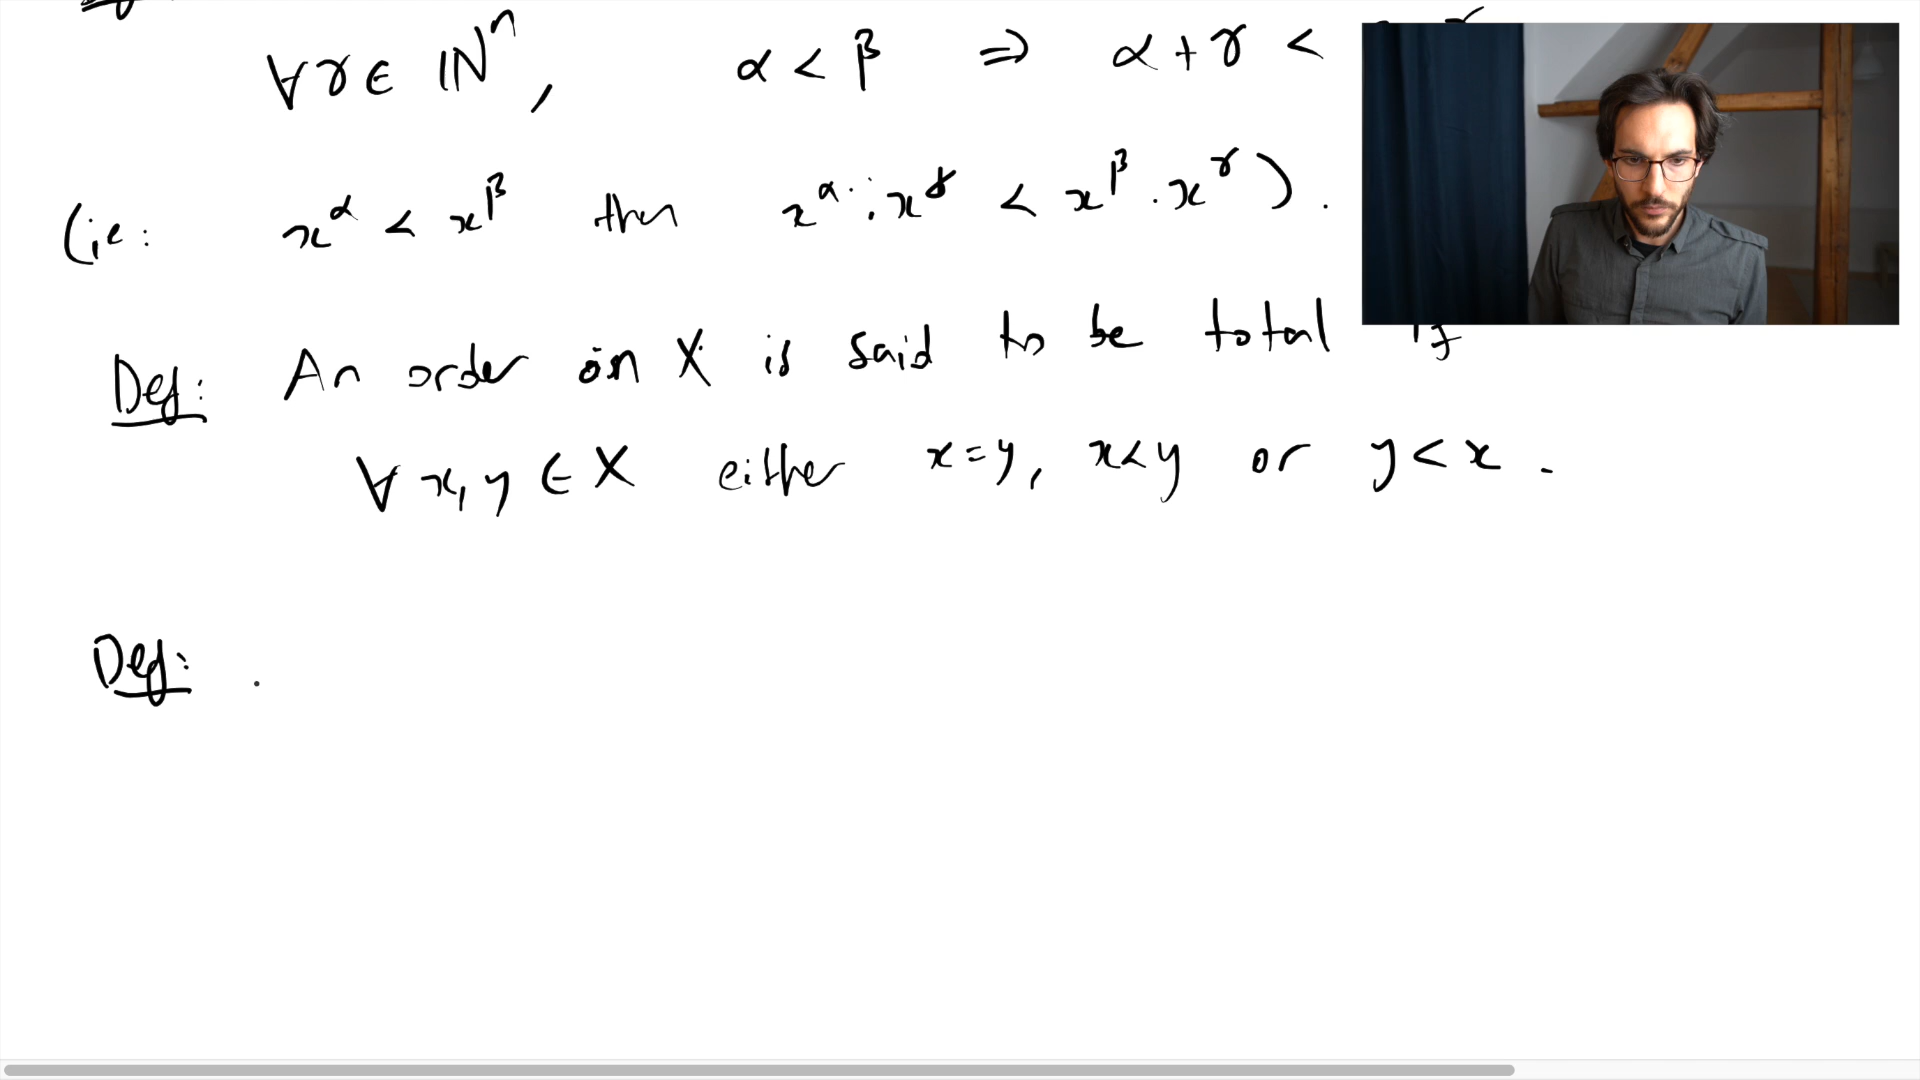 ∀ γ ∈ ℕⁿ, α < β ⇒ α + γ <
(ie: x^α < x^β then x^α · x^γ < x^β · x^γ).
Def: An order on X is said to be total if
∀ x, y ∈ X either x = y, x < y or y < x.
Def: